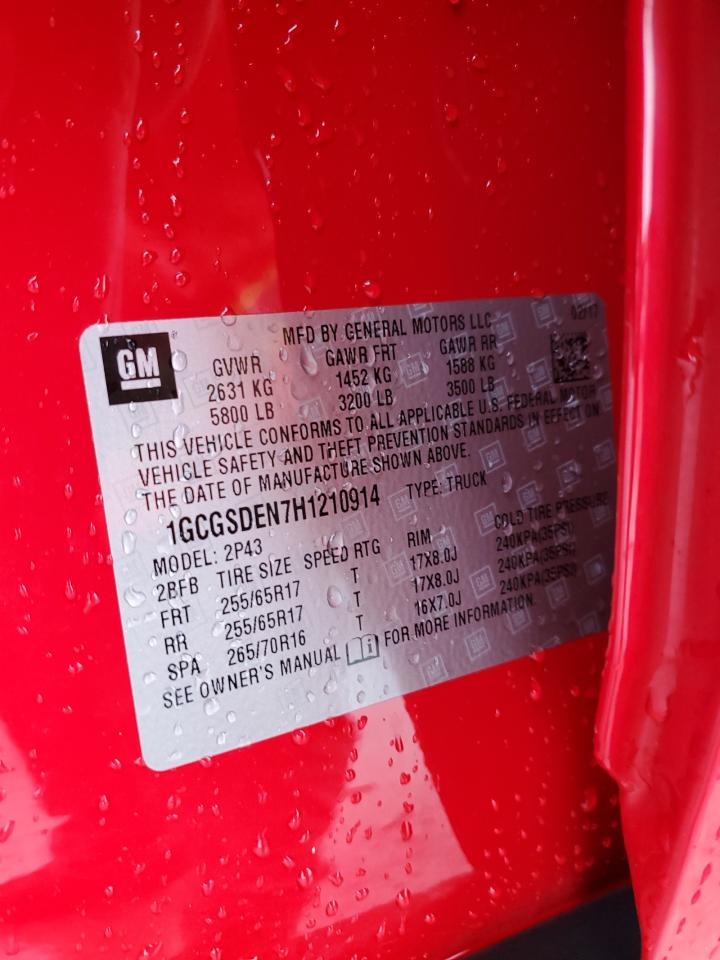 GM
MFD BY GENERAL MOTORS LLC
02/17
GVWR GAWR FRT GAWR RR
2631 KG 1452 KG 1588 KG
5800 LB 3200 LB 3500 LB
THIS VEHICLE CONFORMS TO ALL APPLICABLE U.S. FEDERAL MOTOR
VEHICLE SAFETY AND THEFT PREVENTION STANDARDS IN EFFECT ON
THE DATE OF MANUFACTURE SHOWN ABOVE.
1GCGSDEN7H1210914 TYPE: TRUCK
MODEL: 2P43
2BFB TIRE SIZE SPEED RTG RIM COLD TIRE PRESSURE
FRT 255/65R17 T 17X8.0J 240KPA(35PSI)
RR 255/65R17 T 17X8.0J 240KPA(35PSI)
SPA 265/70R16 T 16X7.0J 240KPA(35PSI)
SEE OWNER'S MANUAL FOR MORE INFORMATION